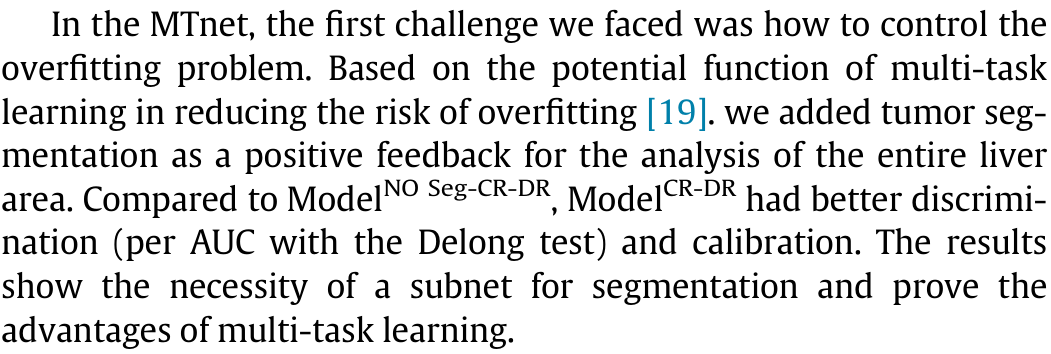 In the MTnet, the first challenge we faced was how to control the
overfitting problem. Based on the potential function of multi-task
learning in reducing the risk of overfitting [19]. we added tumor seg-
mentation as a positive feedback for the analysis of the entire liver
area. Compared to Model^NO Seg-CR-DR, Model^CR-DR had better discrimi-
nation (per AUC with the Delong test) and calibration. The results
show the necessity of a subnet for segmentation and prove the
advantages of multi-task learning.